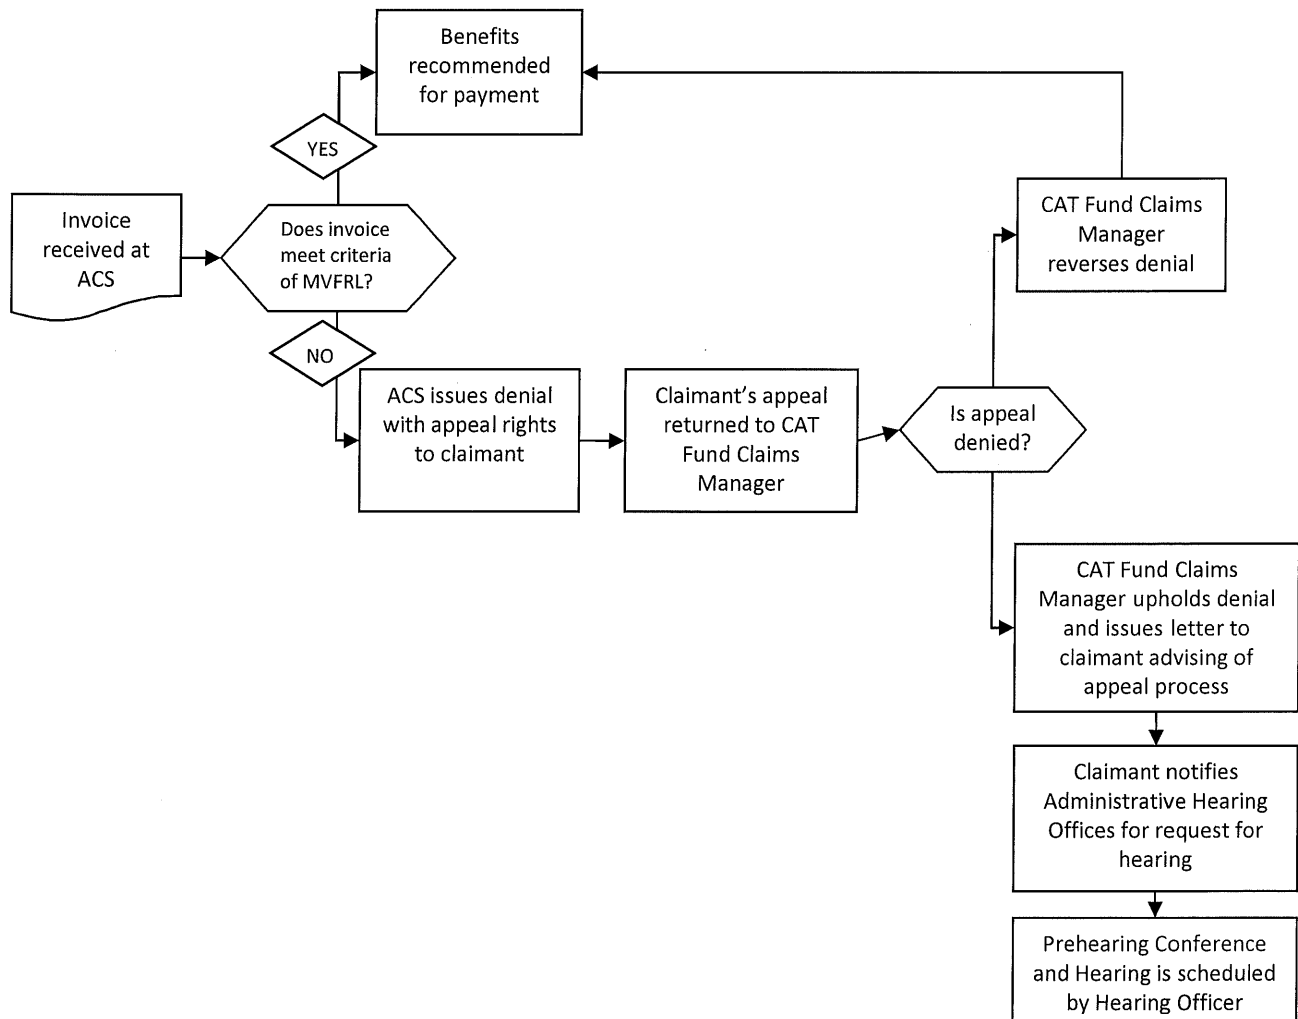 Benefits
recommended
for payment
YES
Invoice
received at
ACS
Does invoice
meet criteria
of MVFRL?
CAT Fund Claims
Manager
reverses denial
NO
ACS issues denial
with appeal rights
to claimant
Claimant’s appeal
returned to CAT
Fund Claims
Manager
Is appeal
denied?
CAT Fund Claims
Manager upholds denial
and issues letter to
claimant advising of
appeal process
Claimant notifies
Administrative Hearing
Offices for request for
hearing
Prehearing Conference
and Hearing is scheduled
by Hearing Officer